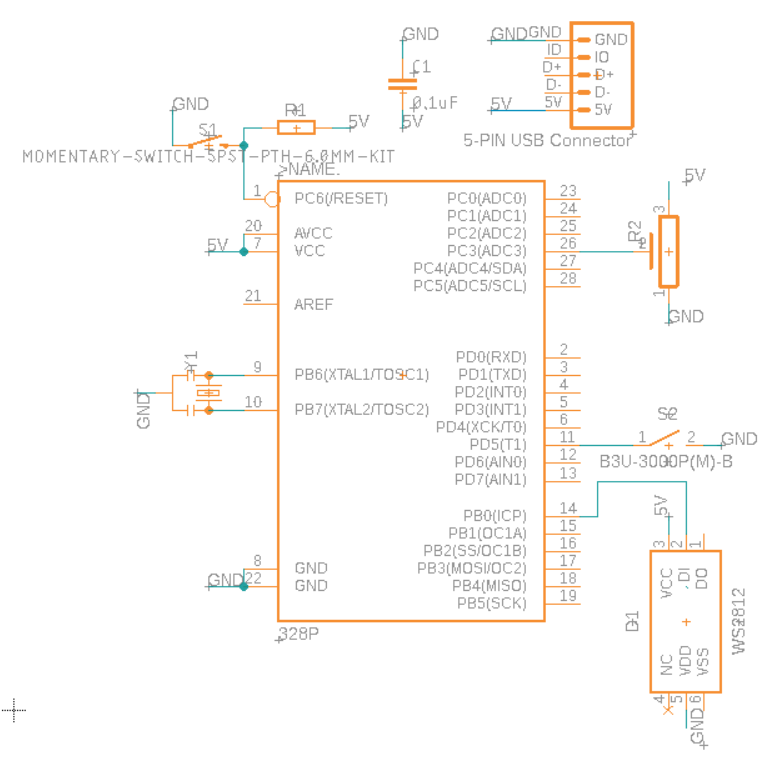 GND
GND GND
GND
ID
IO
D+
D+
D-
D-
5V
5V
5V
5-PIN USB Connector
C1
0,1uF
5V
GND
S1
R1
5V
MOMENTARY-SWITCH-SPST-PTH-6.0MM-KIT
>NAME.
1 PC6(/RESET)
20 AVCC
5V 7 VCC
21 AREF
Y1
9 PB6(XTAL1/TOSC1)
10 PB7(XTAL2/TOSC2)
GND
8 GND
GND 22 GND
328P
PC0(ADC0) 23
PC1(ADC1) 24
PC2(ADC2) 25
PC3(ADC3) 26
PC4(ADC4/SDA) 27
PC5(ADC5/SCL) 28
PD0(RXD) 2
PD1(TXD) 3
PD2(INT0) 4
PD3(INT1) 5
PD4(XCK/T0) 6
PD5(T1) 11
PD6(AIN0) 12
PD7(AIN1) 13
PB0(ICP) 14
PB1(OC1A) 15
PB2(SS/OC1B) 16
PB3(MOSI/OC2) 17
PB4(MISO) 18
PB5(SCK) 19
5V
3
R2
2
1
GND
S2
1 2 GND
B3U-3000P(M)-B
5V
3 2 1
VCC DI DO
D1
WS2812
NC VDD VSS
4 5 6
GND